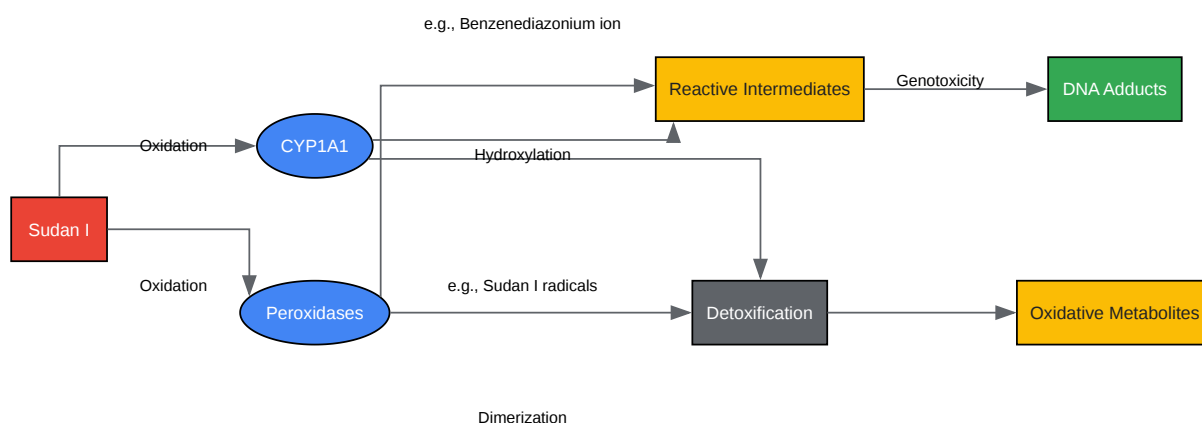 e.g., Benzenediazonium ion
Reactive Intermediates
Genotoxicity
DNA Adducts
Oxidation
CYP1A1
Hydroxylation
Sudan I
Oxidation
Peroxidases
e.g., Sudan I radicals
Detoxification
Oxidative Metabolites
Dimerization